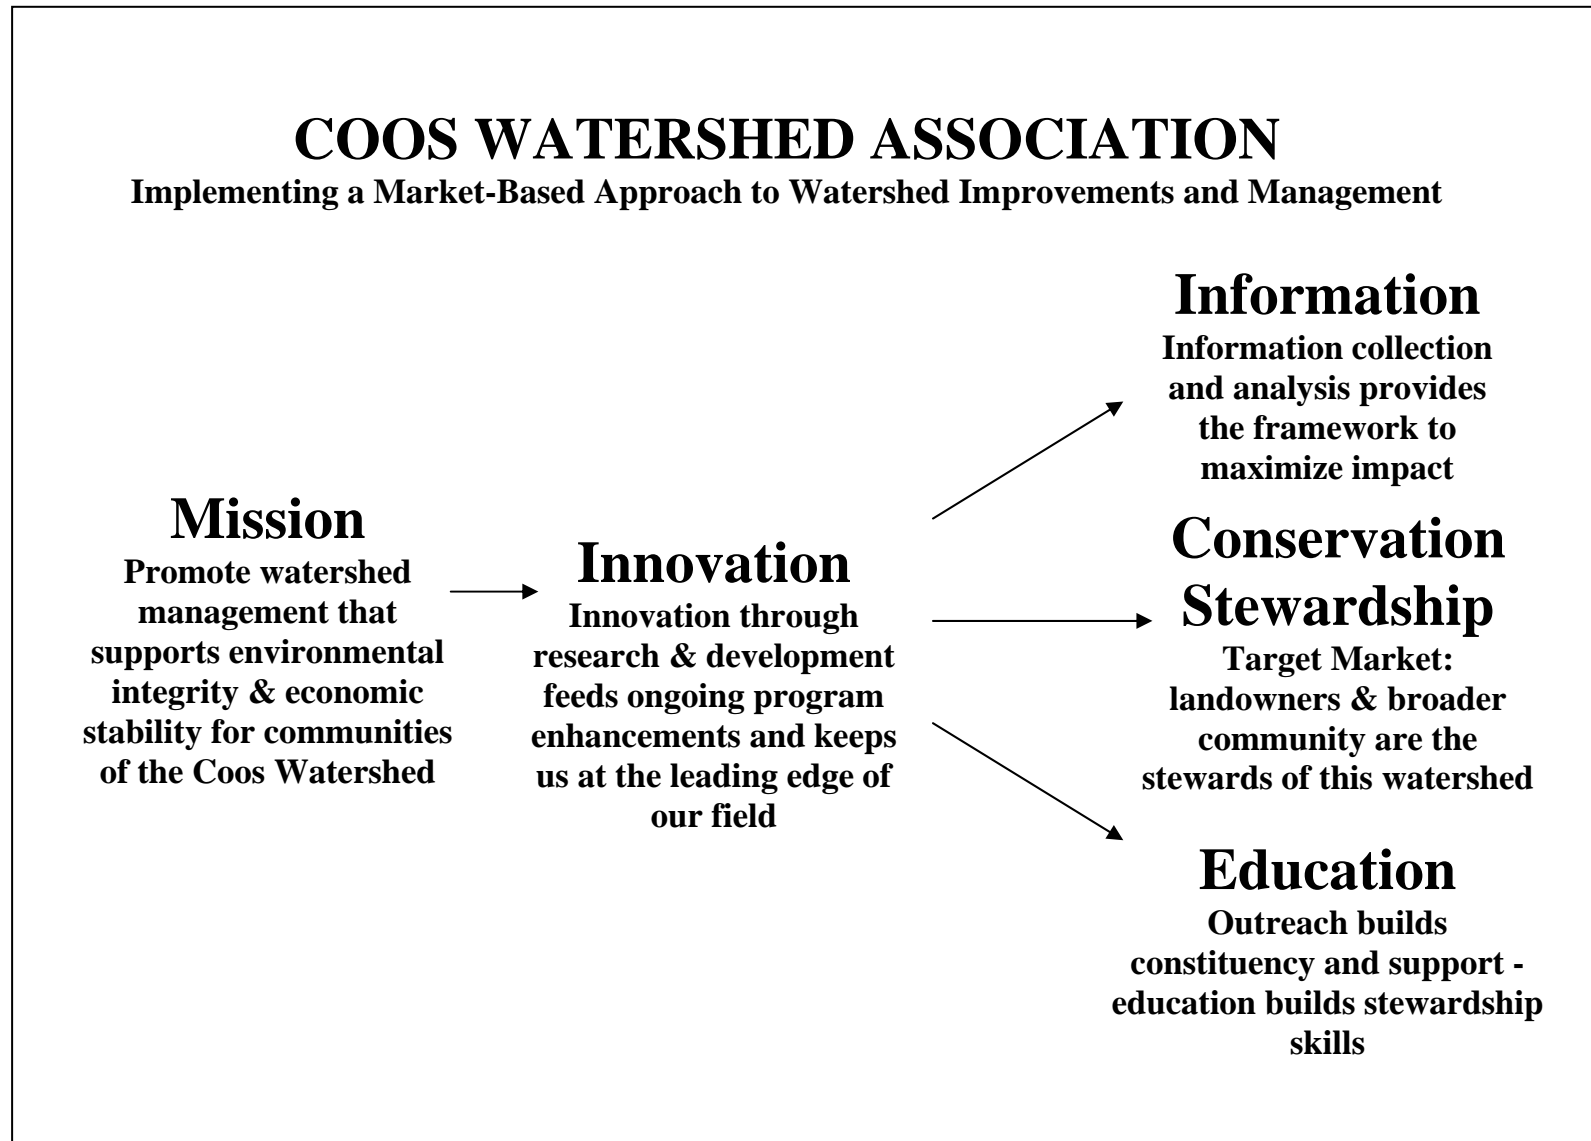 COOS WATERSHED ASSOCIATION
Implementing a Market-Based Approach to Watershed Improvements and Management
Mission
Promote watershed
management that
supports environmental
integrity & economic
stability for communities
of the Coos Watershed
Innovation
Innovation through
research & development
feeds ongoing program
enhancements and keeps
us at the leading edge of
our field
Information
Information collection
and analysis provides
the framework to
maximize impact
Conservation
Stewardship
Target Market:
landowners & broader
community are the
stewards of this watershed
Education
Outreach builds
constituency and support -
education builds stewardship
skills